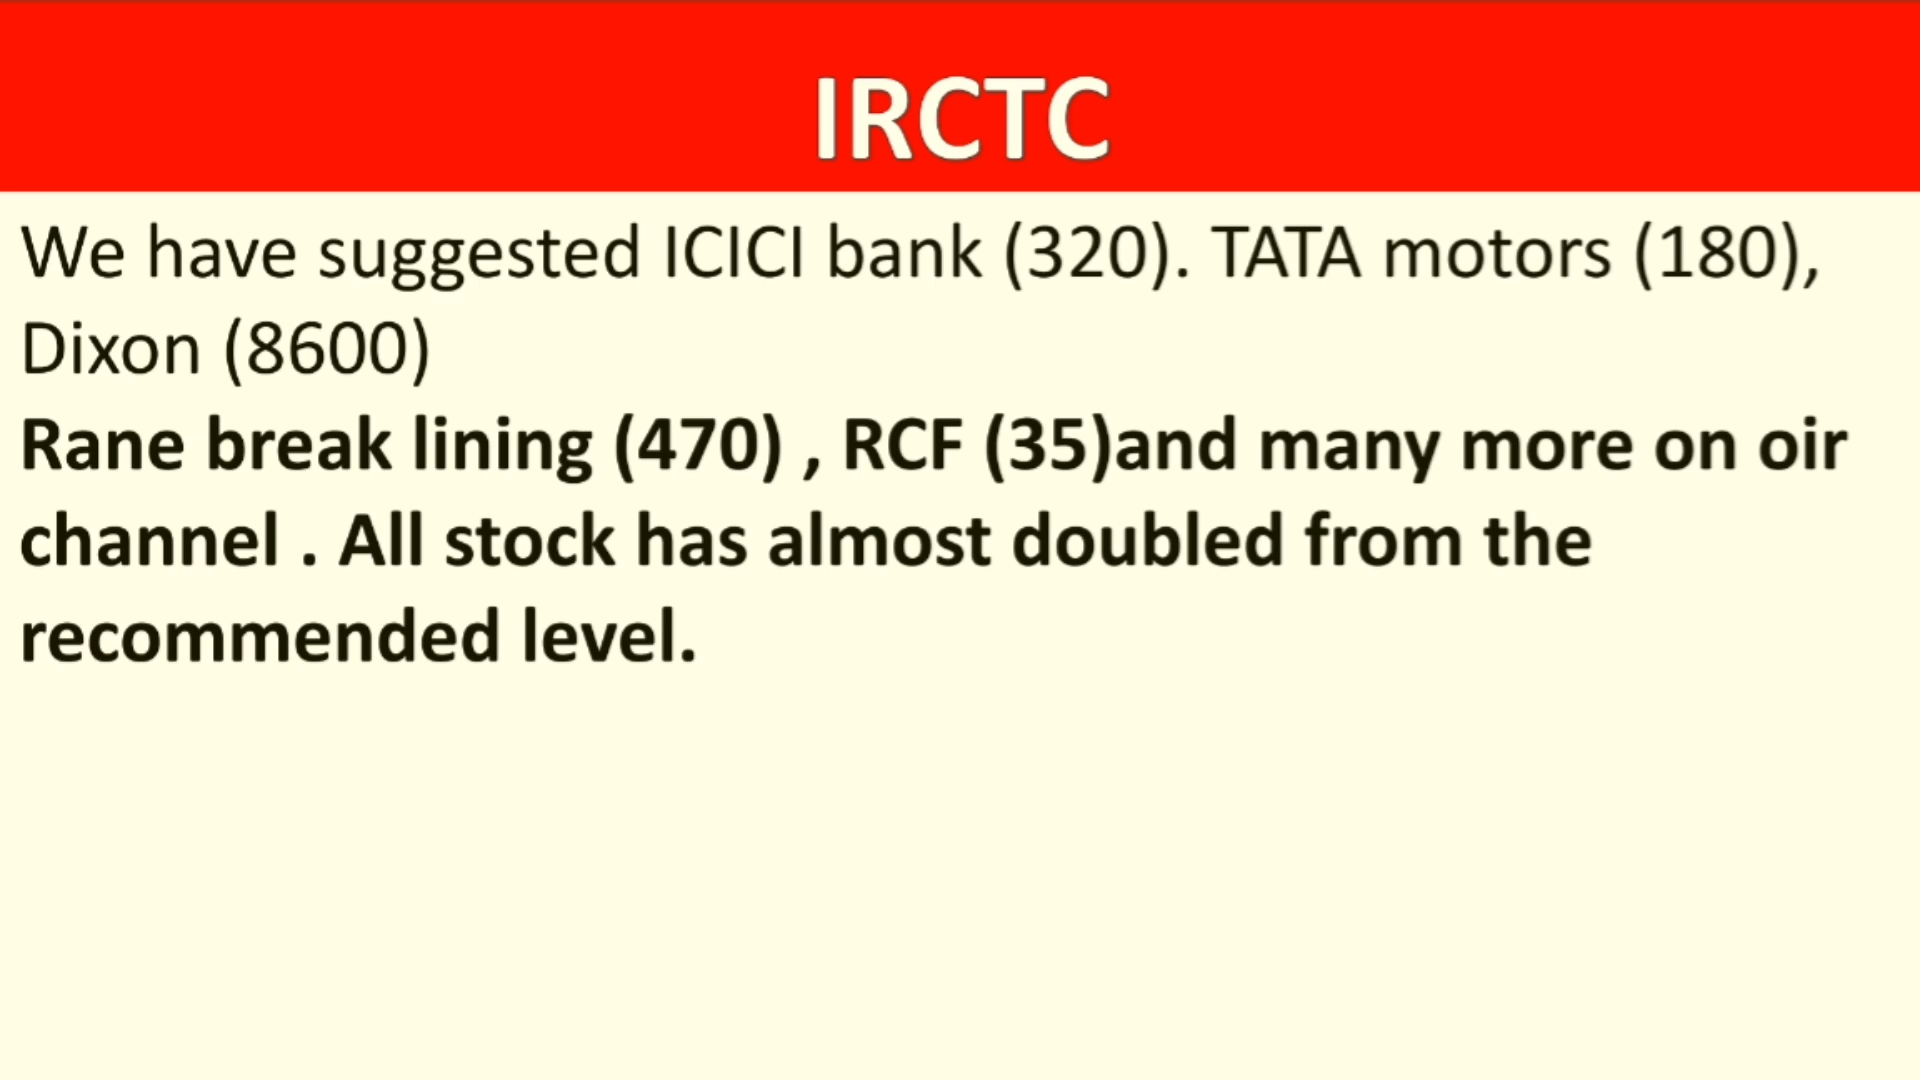 IRCTC
We have suggested ICICI bank (320). TATA motors (180),
Dixon (8600)
Rane break lining (470) , RCF (35)and many more on oir
channel . All stock has almost doubled from the
recommended level.